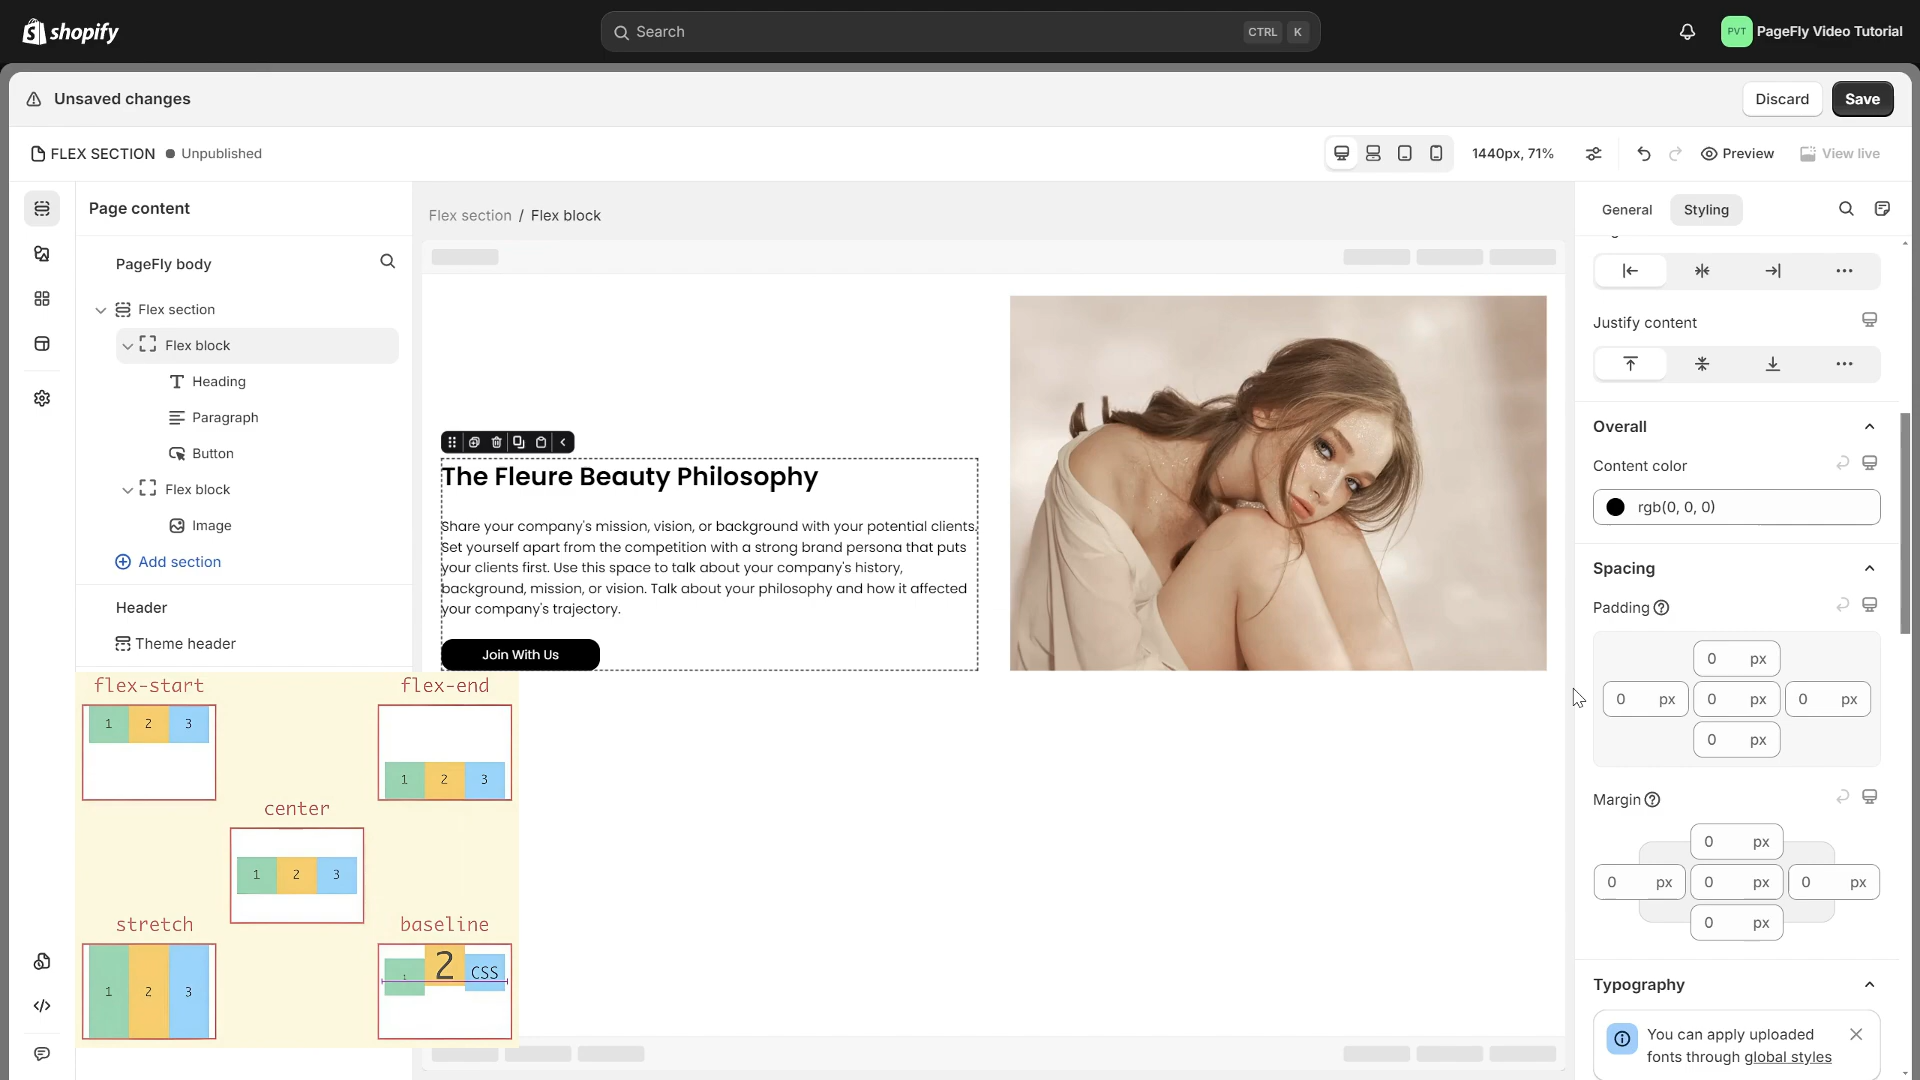 shopify
Search
CTRL K
PVT PageFly Video Tutorial
Unsaved changes
Discard
Save
FLEX SECTION
Unpublished
1440px, 71%
Preview
View live
Page content
PageFly body
Flex section
Flex block
Heading
Paragraph
Button
Flex block
Image
Add section
Header
Theme header
Flex section / Flex block
The Fleure Beauty Philosophy
Share your company's mission, vision, or background with your potential clients.
Set yourself apart from the competition with a strong brand persona that puts
your clients first. Use this space to talk about your company's history,
background, mission, or vision. Talk about your philosophy and how it affected
your company's trajectory.
Join With Us
flex-start
1 2 3
flex-end
1 2 3
center
1 2 3
stretch
1 2 3
baseline
1 2 CSS
General
Styling
Justify content
Overall
Content color
rgb(0, 0, 0)
Spacing
Padding
0 px
0 px 0 px 0 px
0 px
Margin
0 px
0 px 0 px 0 px
0 px
Typography
You can apply uploaded
fonts through global styles